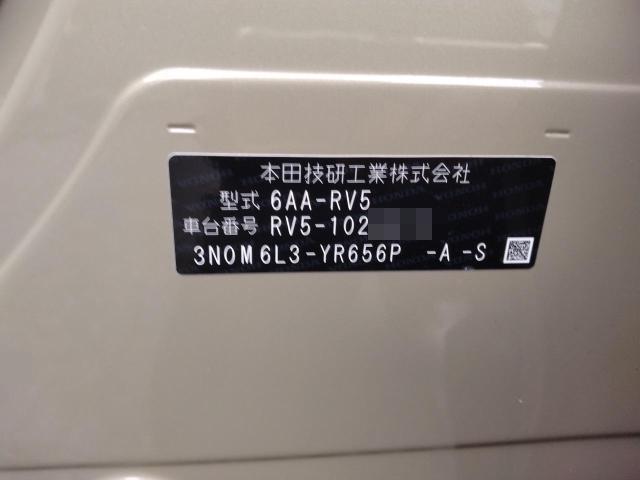 本田技研工業株式会社
型式 6AA-RV5
車台番号 RV5-102
3N0M6L3-YR656P -A -S